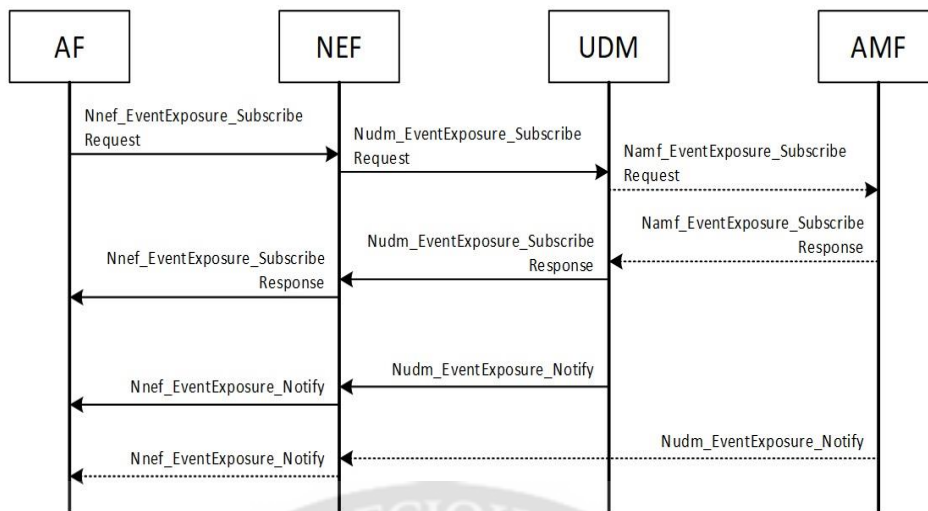 AF
NEF
UDM
AMF
Nnef_EventExposure_Subscribe
Request
Nudm_EventExposure_Subscribe
Request
Namf_EventExposure_Subscribe
Request
Namf_EventExposure_Subscribe
Response
Nudm_EventExposure_Subscribe
Response
Nnef_EventExposure_Subscribe
Response
Nudm_EventExposure_Notify
Nnef_EventExposure_Notify
Nudm_EventExposure_Notify
Nnef_EventExposure_Notify